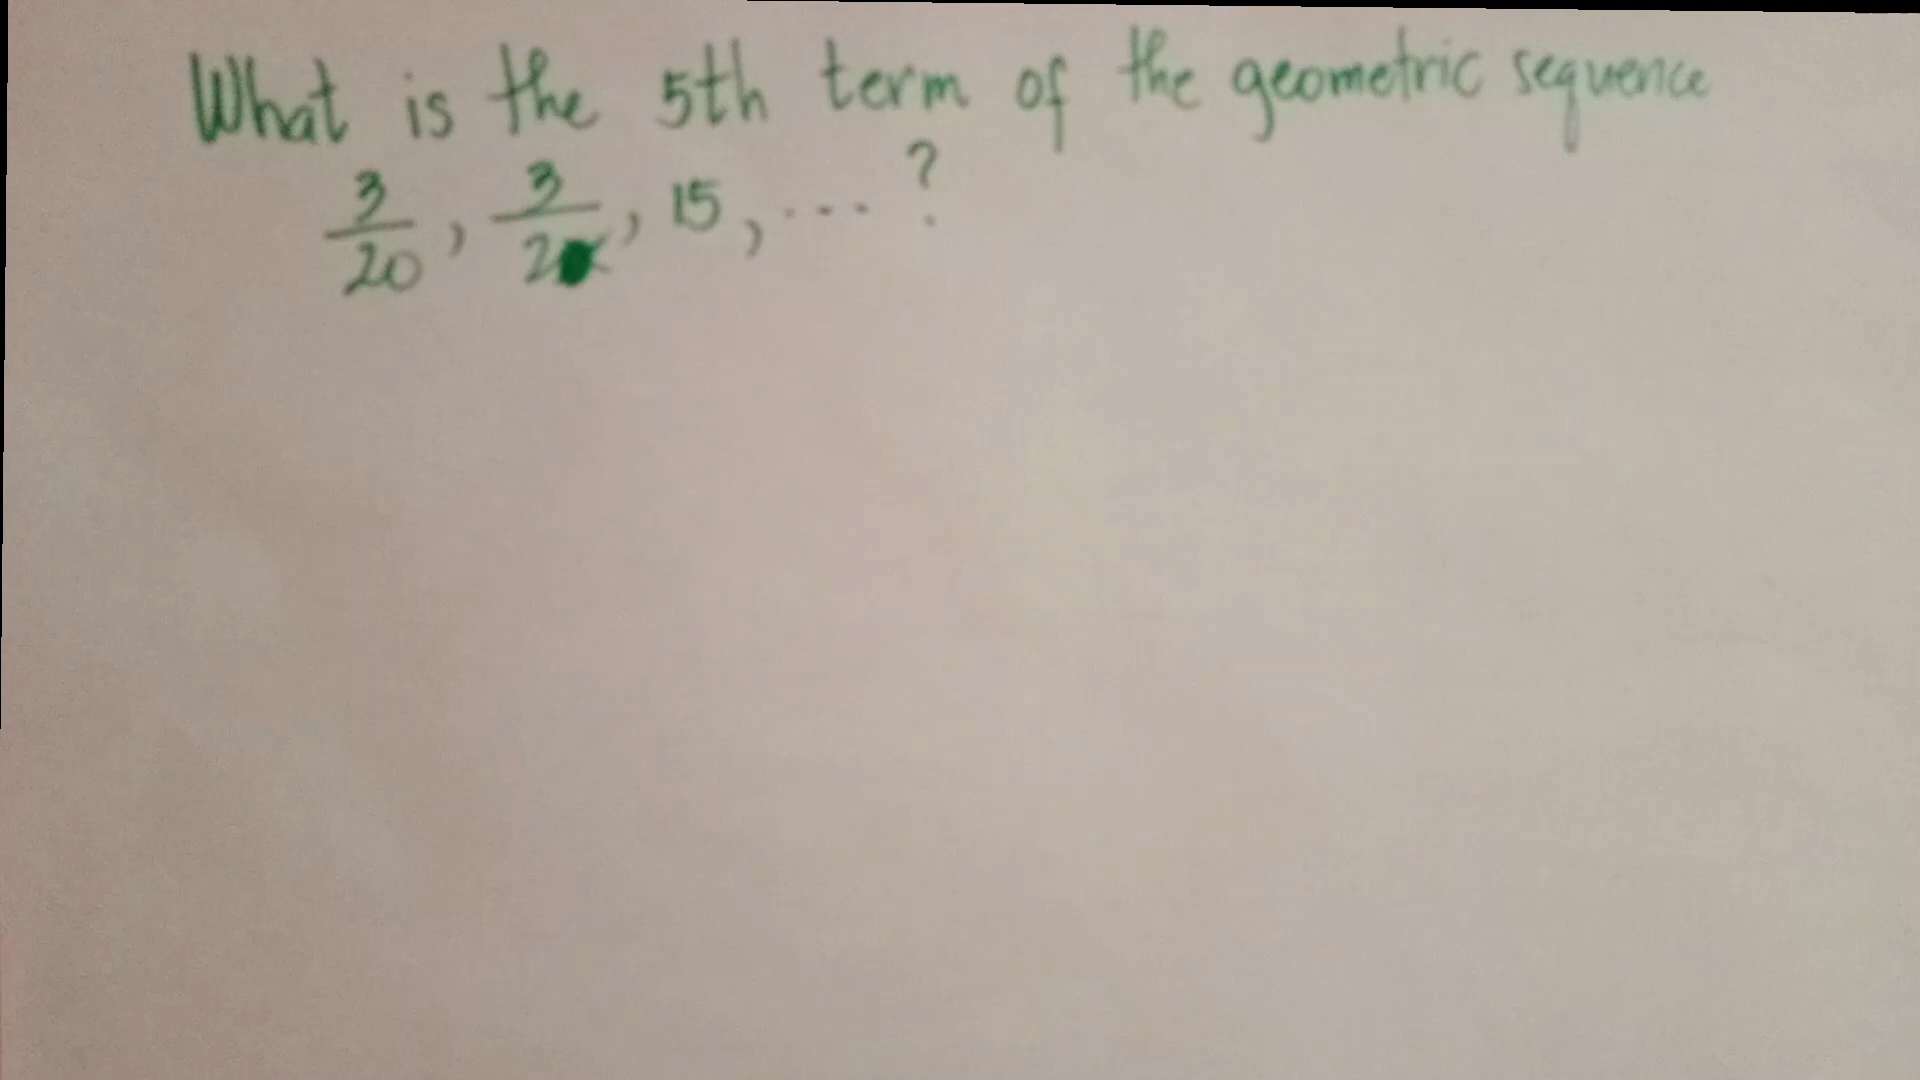 What is the 5th term of the geometric sequence
3/20, 3/2, 15, ... ?